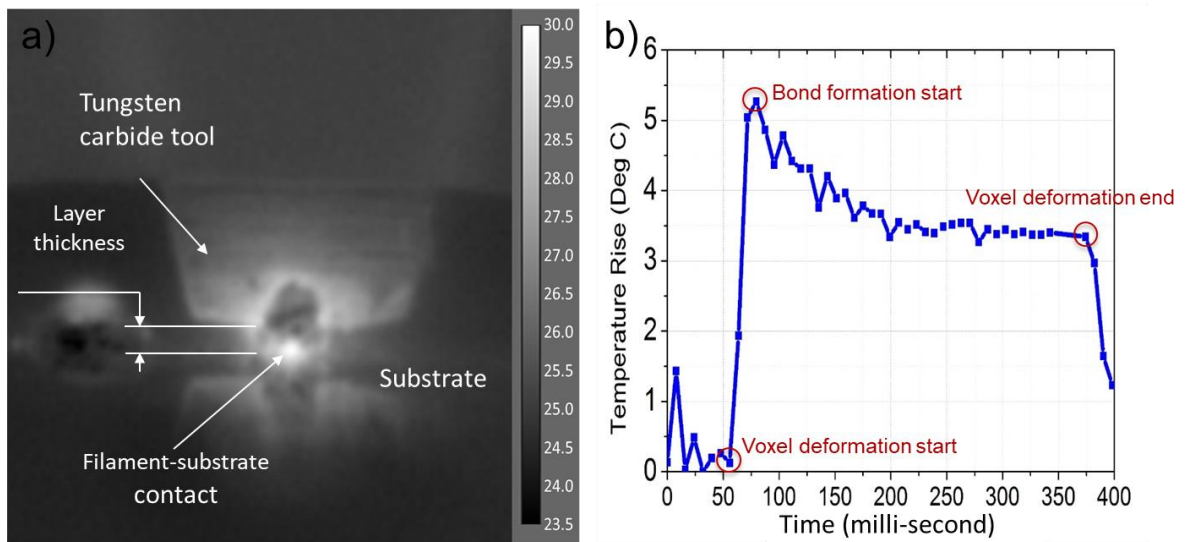 a)
Tungsten
carbide tool
Layer
thickness
Substrate
Filament-substrate
contact
30.0
29.5
29.0
28.5
28.0
27.5
27.0
26.5
26.0
25.5
25.0
24.5
24.0
23.5
b)
Temperature Rise (Deg C)
6
5
4
3
2
1
0
Bond formation start
Voxel deformation end
Voxel deformation start
0 50 100 150 200 250 300 350 400
Time (milli-second)